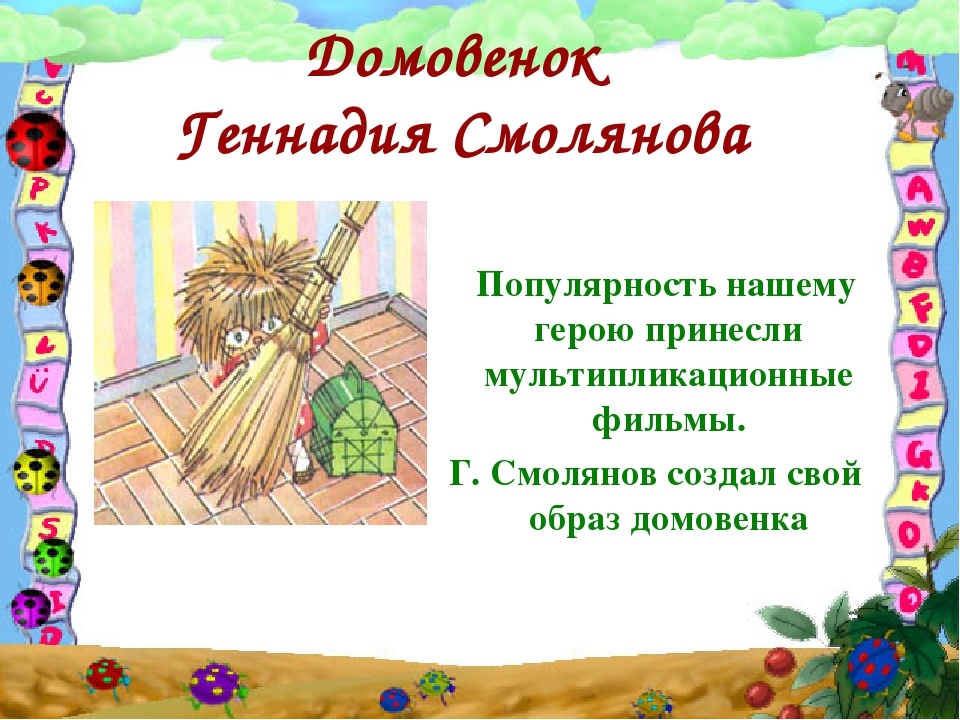 Домовенок
Геннадия Смолянова
Популярность нашему
герою принесли
мультипликационные
фильмы.
Г. Смолянов создал свой
образ домовенка
V
C
P
K
L
Ü
D
S
I
D
M
A
W
B
F
D
I
G
K
O
D